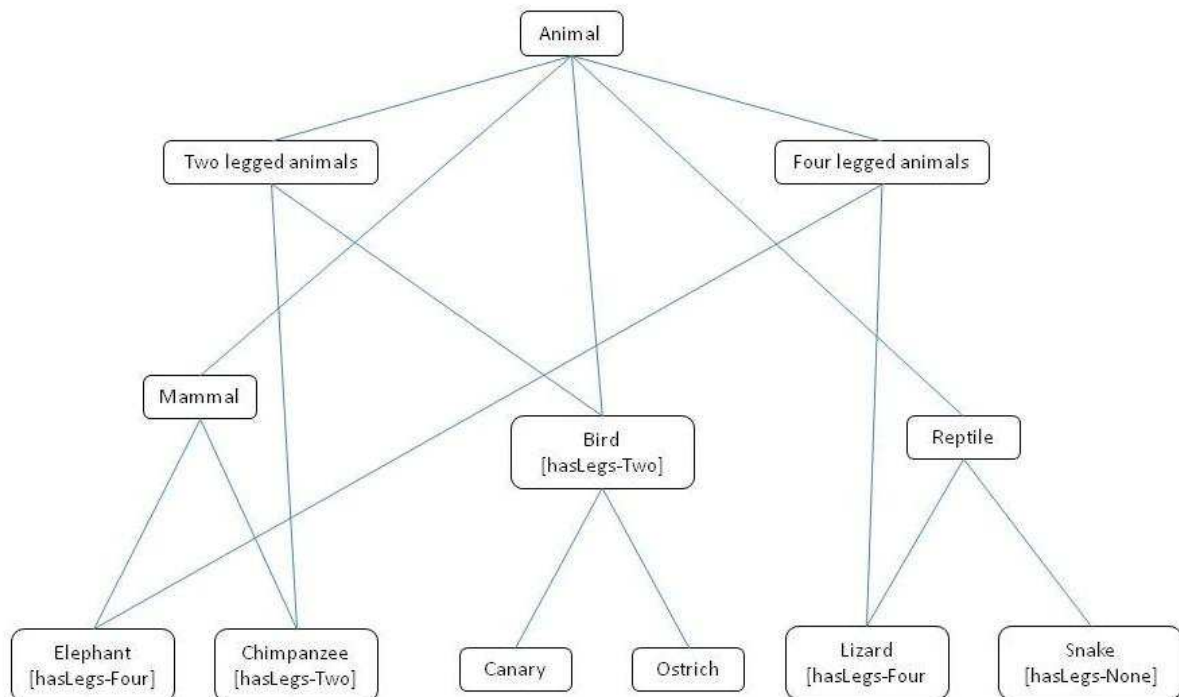 Animal
Two legged animals
Four legged animals
Mammal
Bird
[hasLegs-Two]
Reptile
Elephant
[hasLegs-Four]
Chimpanzee
[hasLegs-Two]
Canary
Ostrich
Lizard
[hasLegs-Four
Snake
[hasLegs-None]